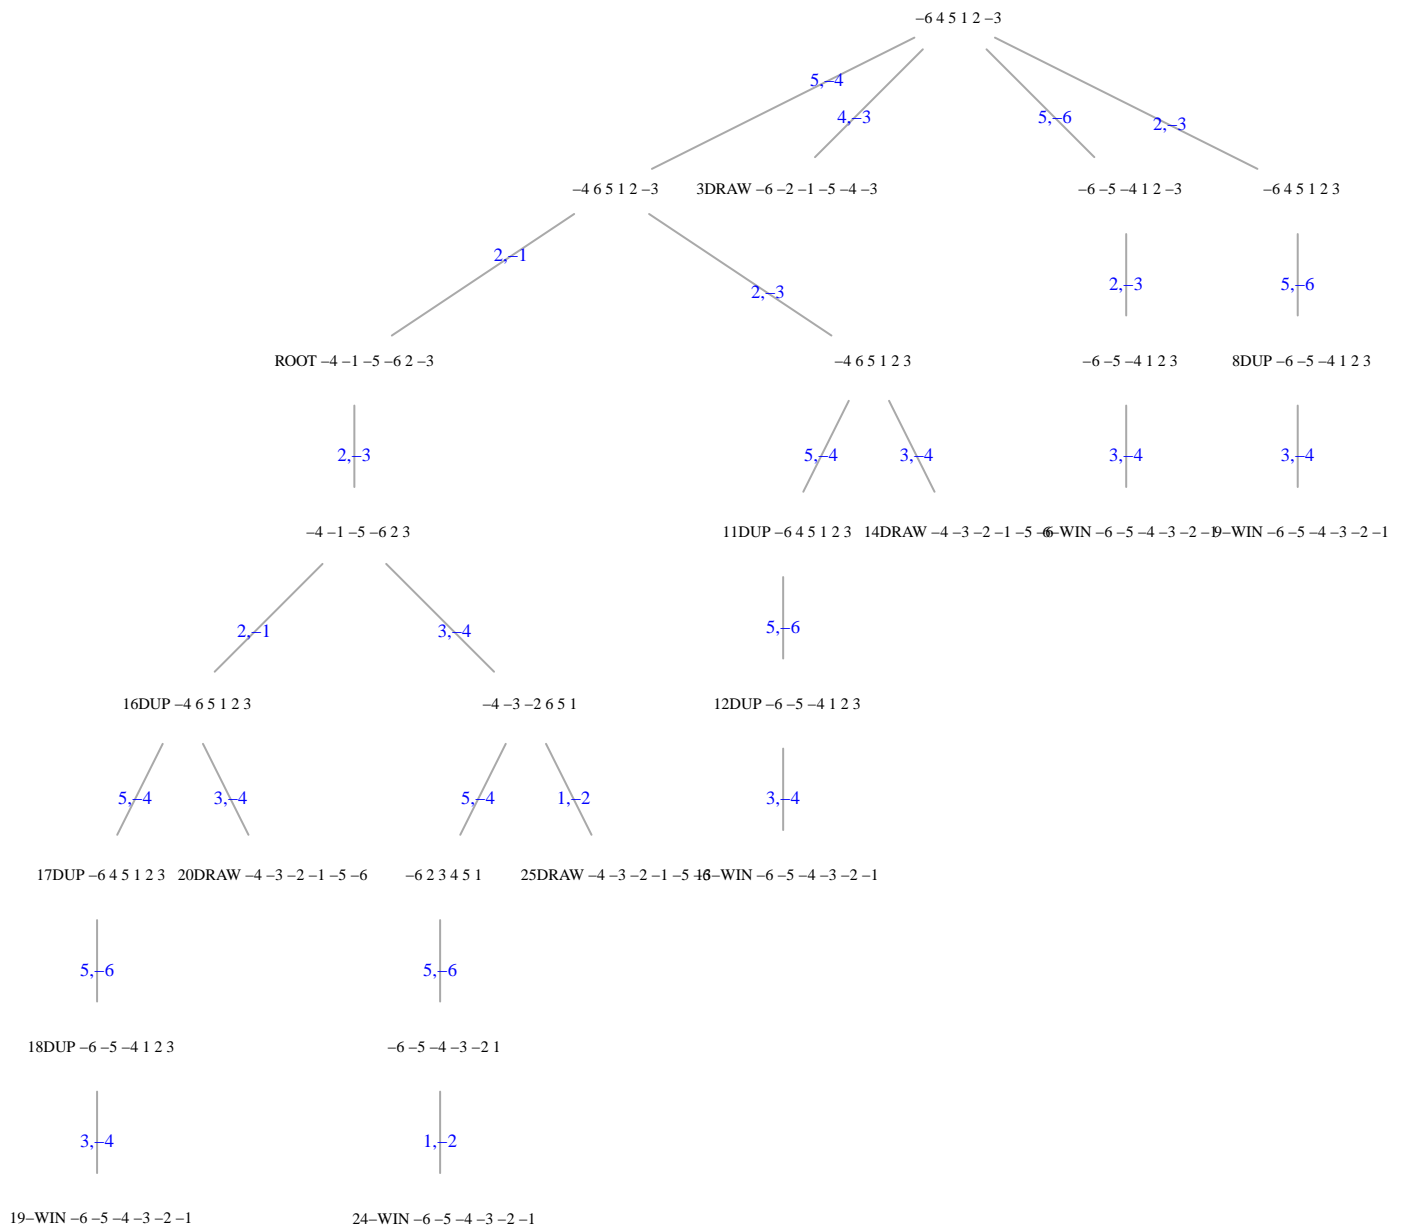 −6 4 5 1 2 −3
5,−4
4,−3
5,−6
2,−3
−4 6 5 1 2 −3
3DRAW −6 −2 −1 −5 −4 −3
−6 −5 −4 1 2 −3
−6 4 5 1 2 3
2,−1
2,−3
2,−3
5,−6
ROOT −4 −1 −5 −6 2 −3
−4 6 5 1 2 3
−6 −5 −4 1 2 3
8DUP −6 −5 −4 1 2 3
2,−3
5,−4
3,−4
3,−4
3,−4
−4 −1 −5 −6 2 3
11DUP −6 4 5 1 2 3
14DRAW −4 −3 −2 −1 −5 −6
6−WIN −6 −5 −4 −3 −2 −1
9−WIN −6 −5 −4 −3 −2 −1
2,−1
3,−4
5,−6
16DUP −4 6 5 1 2 3
−4 −3 −2 6 5 1
12DUP −6 −5 −4 1 2 3
5,−4
3,−4
5,−4
1,−2
3,−4
17DUP −6 4 5 1 2 3
20DRAW −4 −3 −2 −1 −5 −6
−6 2 3 4 5 1
25DRAW −4 −3 −2 −1 −5 −6
13−WIN −6 −5 −4 −3 −2 −1
5,−6
5,−6
18DUP −6 −5 −4 1 2 3
−6 −5 −4 −3 −2 1
3,−4
1,−2
19−WIN −6 −5 −4 −3 −2 −1
24−WIN −6 −5 −4 −3 −2 −1